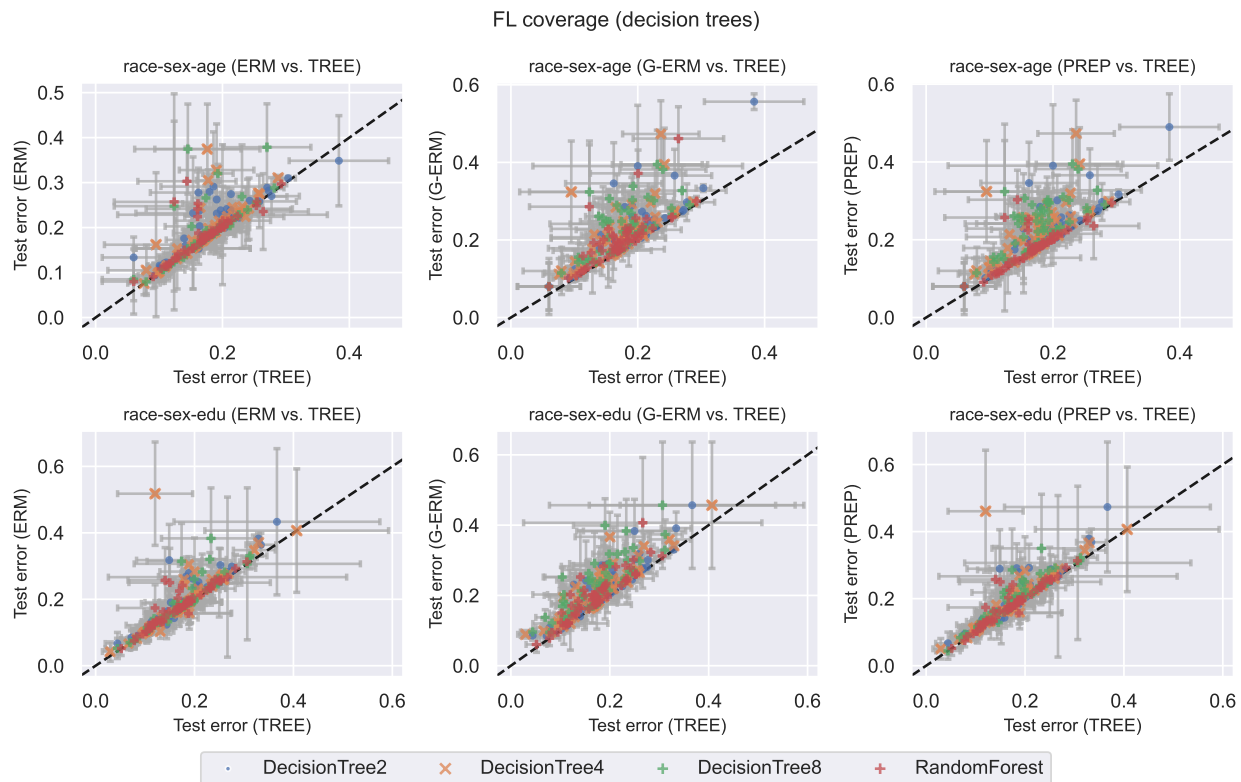 FL coverage (decision trees)
race-sex-age (ERM vs. TREE)
race-sex-age (G-ERM vs. TREE)
race-sex-age (PREP vs. TREE)
Test error (ERM)
0.5
0.4
0.3
0.2
0.1
0.0
0.0 0.2 0.4
Test error (TREE)
Test error (G-ERM)
0.6
0.4
0.2
0.0
0.0 0.2 0.4
Test error (TREE)
Test error (PREP)
0.6
0.4
0.2
0.0
0.0 0.2 0.4
Test error (TREE)
race-sex-edu (ERM vs. TREE)
race-sex-edu (G-ERM vs. TREE)
race-sex-edu (PREP vs. TREE)
Test error (ERM)
0.6
0.4
0.2
0.0
0.0 0.2 0.4 0.6
Test error (TREE)
Test error (G-ERM)
0.6
0.4
0.2
0.0
0.0 0.2 0.4 0.6
Test error (TREE)
Test error (PREP)
0.6
0.4
0.2
0.0
0.0 0.2 0.4 0.6
Test error (TREE)
DecisionTree2 DecisionTree4 DecisionTree8 RandomForest